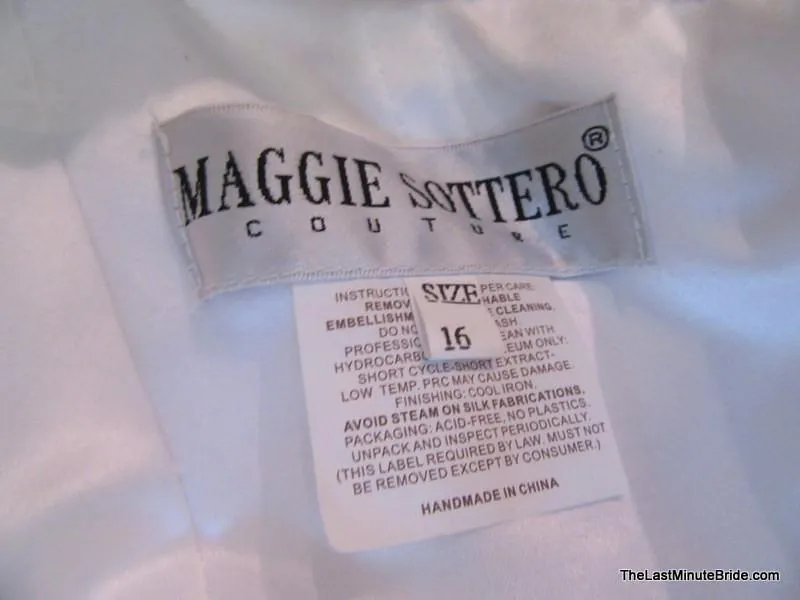 MAGGIE SOTTERO®
COUTURE
SIZE
16
INSTRUCTI PER CARE
REMOV HABLE
EMBELLISHM E CLEANING.
DO NO ASH.
PROFESSIO EAN WITH
HYDROCARB EUM ONLY:
SHORT CYCLE-SHORT EXTRACT-
LOW TEMP. PRC MAY CAUSE DAMAGE.
FINISHING: COOL IRON.
AVOID STEAM ON SILK FABRICATIONS.
PACKAGING: ACID-FREE, NO PLASTICS.
UNPACK AND INSPECT PERIODICALLY.
(THIS LABEL REQUIRED BY LAW. MUST NOT
BE REMOVED EXCEPT BY CONSUMER.)
HANDMADE IN CHINA
TheLastMinuteBride.com